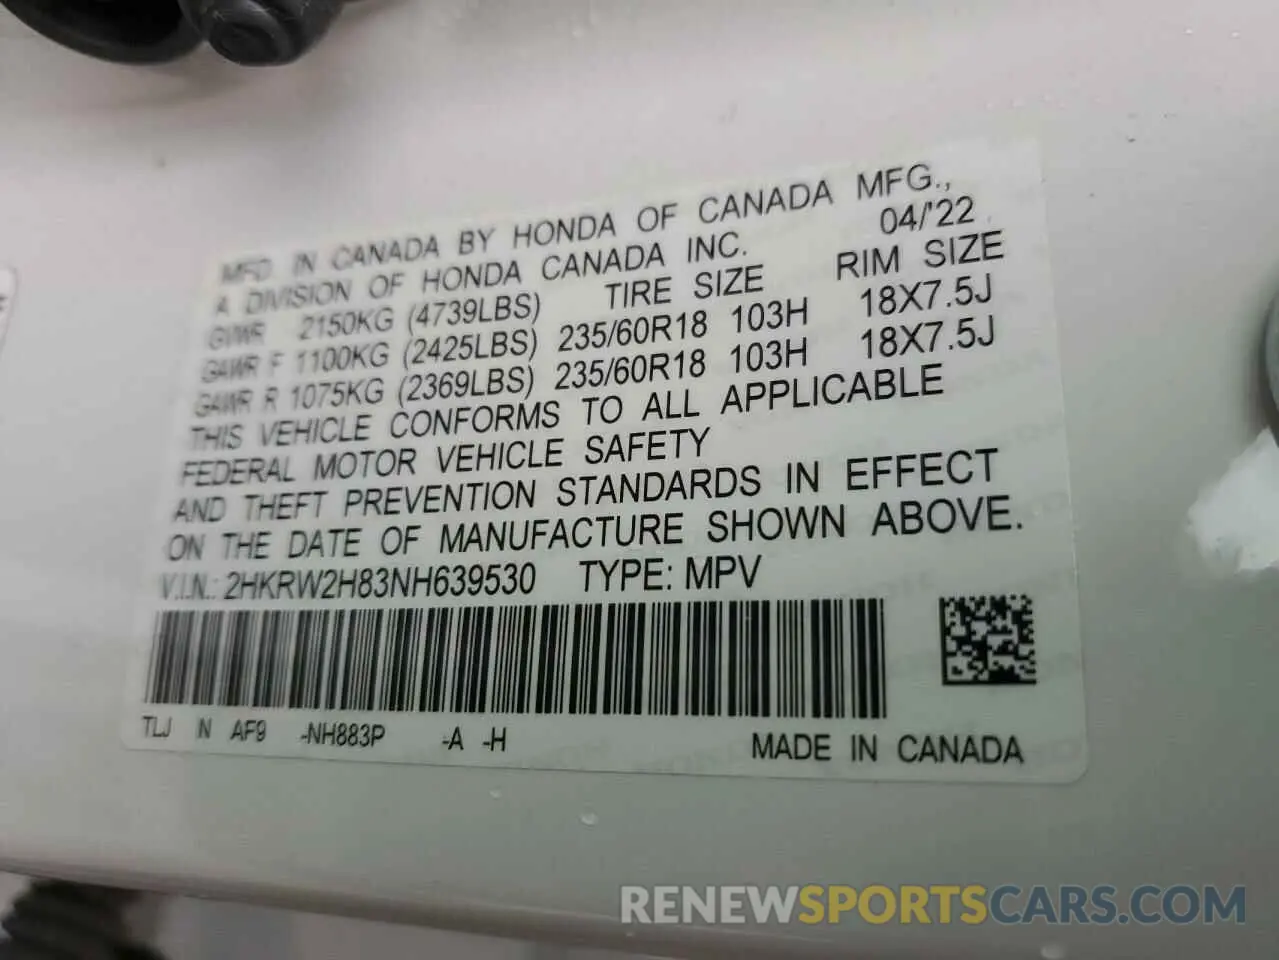 MFD IN CANADA BY HONDA OF CANADA MFG.,
A DIVISION OF HONDA CANADA INC. 04/'22
GVWR 2150KG (4739LBS) TIRE SIZE RIM SIZE
GAWR F 1100KG (2425LBS) 235/60R18 103H 18X7.5J
GAWR R 1075KG (2369LBS) 235/60R18 103H 18X7.5J
THIS VEHICLE CONFORMS TO ALL APPLICABLE
FEDERAL MOTOR VEHICLE SAFETY
AND THEFT PREVENTION STANDARDS IN EFFECT
ON THE DATE OF MANUFACTURE SHOWN ABOVE.
V.I.N.: 2HKRW2H83NH639530 TYPE: MPV
TLJ N AF9 -NH883P -A -H
MADE IN CANADA
RENEWSPORTSCARS.COM